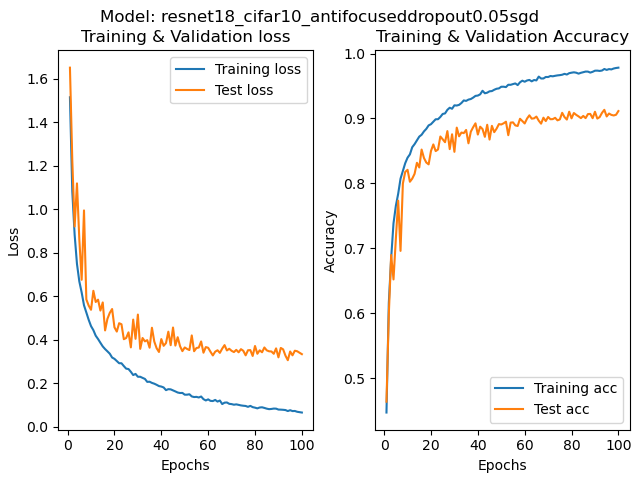 Model: resnet18_cifar10_antifocuseddropout0.05sgd
Training & Validation loss
Training & Validation Accuracy
1.6
1.4
1.2
1.0
0.8
0.6
0.4
0.2
0.0
Loss
Training loss
Test loss
0 20 40 60 80 100
Epochs
1.0
0.9
0.8
0.7
0.6
0.5
Accuracy
Training acc
Test acc
0 20 40 60 80 100
Epochs